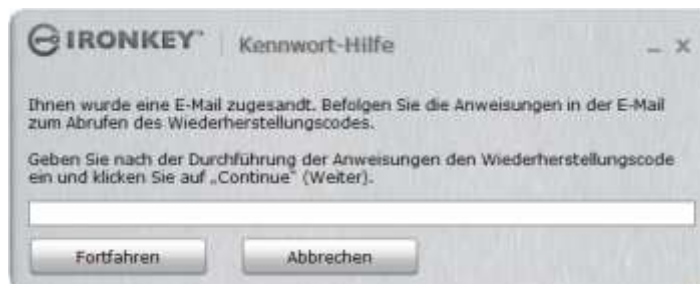 IRONKEY™ Kennwort-Hilfe
Ihnen wurde eine E-Mail zugesandt. Befolgen Sie die Anweisungen in der E-Mail
zum Abrufen des Wiederherstellungscodes.
Geben Sie nach der Durchführung der Anweisungen den Wiederherstellungscode
ein und klicken Sie auf „Continue“ (Weiter).
Fortfahren Abbrechen